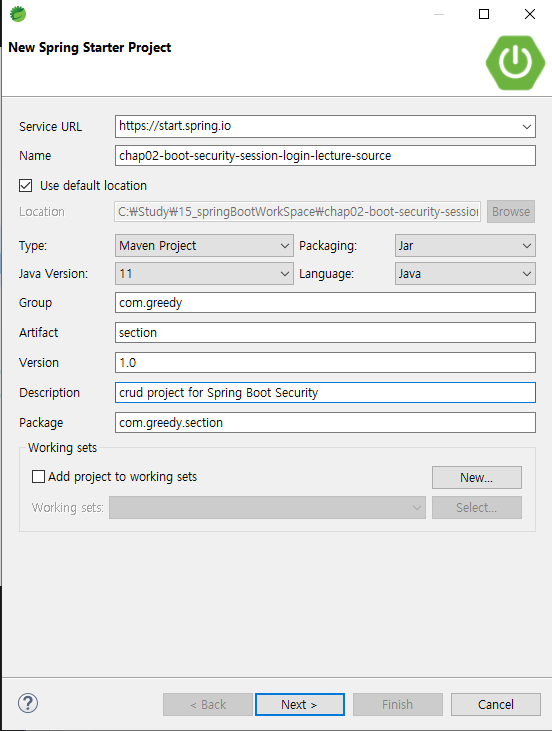 New Spring Starter Project
Service URL https://start.spring.io
Name chap02-boot-security-session-login-lecture-source
Use default location
Location C:₩Study₩15_springBootWorkSpace₩chap02-boot-security-session Browse
Type: Maven Project Packaging: Jar
Java Version: 11 Language: Java
Group com.greedy
Artifact section
Version 1.0
Description crud project for Spring Boot Security
Package com.greedy.section
Working sets
Add project to working sets New...
Working sets: Select...
? < Back Next > Finish Cancel